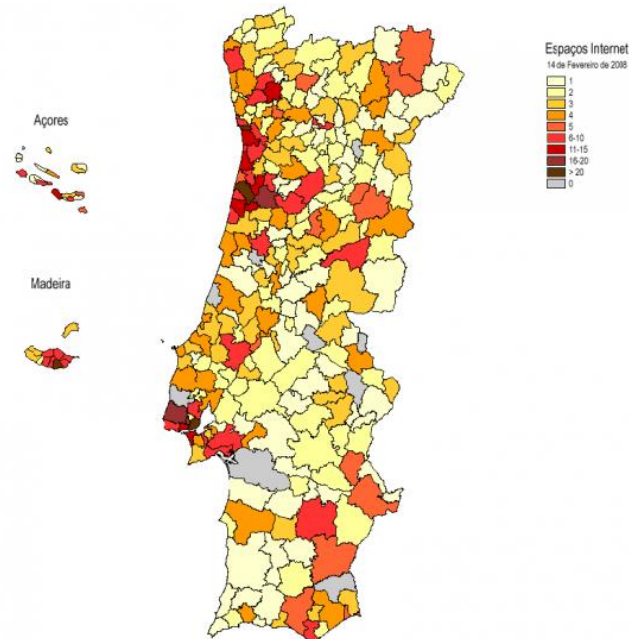 Espaços Internet
14 de Fevereiro de 2008
1
2
3
4
5
6-10
11-15
16-20
> 20
0
Açores
Madeira